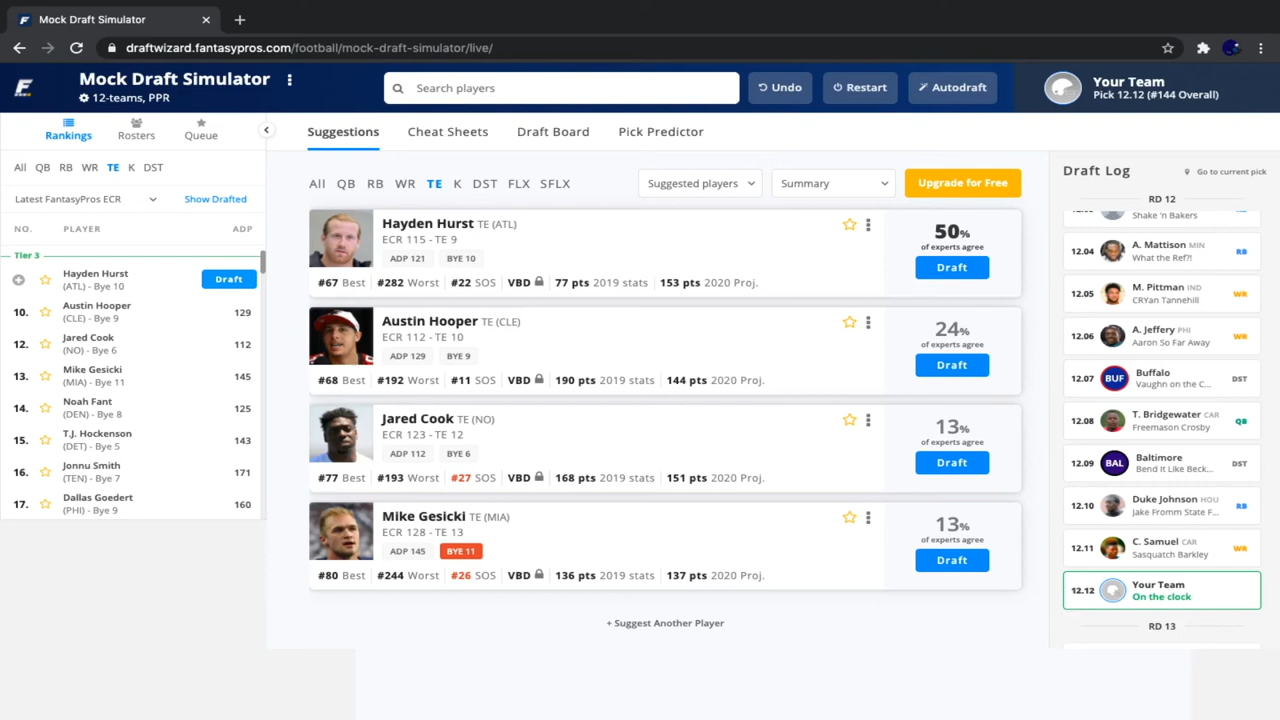 Mock Draft Simulator
draftwizard.fantasypros.com/football/mock-draft-simulator/live/
Mock Draft Simulator
12-teams, PPR
Search players
Undo
Restart
Autodraft
Your Team
Pick 12.12 (#144 Overall)
Rankings
Rosters
Queue
All QB RB WR TE K DST
Latest FantasyPros ECR
Show Drafted
NO. PLAYER ADP
Tier 3
Hayden Hurst
(ATL) - Bye 10
Draft
10. Austin Hooper
(CLE) - Bye 9
129
12. Jared Cook
(NO) - Bye 6
112
13. Mike Gesicki
(MIA) - Bye 11
145
14. Noah Fant
(DEN) - Bye 8
125
15. T.J. Hockenson
(DET) - Bye 5
143
16. Jonnu Smith
(TEN) - Bye 7
171
17. Dallas Goedert
(PHI) - Bye 9
160
Suggestions
Cheat Sheets
Draft Board
Pick Predictor
All QB RB WR TE K DST FLX SFLX
Suggested players
Summary
Upgrade for Free
Hayden Hurst TE (ATL)
ECR 115 - TE 9
ADP 121 BYE 10
#67 Best #282 Worst #22 SOS VBD 77 pts 2019 stats 153 pts 2020 Proj.
50%
of experts agree
Draft
Austin Hooper TE (CLE)
ECR 112 - TE 10
ADP 129 BYE 9
#68 Best #192 Worst #11 SOS VBD 190 pts 2019 stats 144 pts 2020 Proj.
24%
of experts agree
Draft
Jared Cook TE (NO)
ECR 123 - TE 12
ADP 112 BYE 6
#77 Best #193 Worst #27 SOS VBD 168 pts 2019 stats 151 pts 2020 Proj.
13%
of experts agree
Draft
Mike Gesicki TE (MIA)
ECR 128 - TE 13
ADP 145 BYE 11
#80 Best #244 Worst #26 SOS VBD 136 pts 2019 stats 137 pts 2020 Proj.
13%
of experts agree
Draft
+ Suggest Another Player
Draft Log
Go to current pick
RD 12
Shake 'n Bakers
12.04 A. Mattison MIN
What the Ref?!
RB
12.05 M. Pittman IND
CRYan Tannehill
WR
12.06 A. Jeffery PHI
Aaron So Far Away
WR
12.07 BUF Buffalo
Vaughn on the C...
DST
12.08 T. Bridgewater CAR
Freemason Crosby
QB
12.09 BAL Baltimore
Bend It Like Beck...
DST
12.10 Duke Johnson HOU
Jake Fromm State F...
RB
12.11 C. Samuel CAR
Sasquatch Barkley
WR
12.12 Your Team
On the clock
RD 13